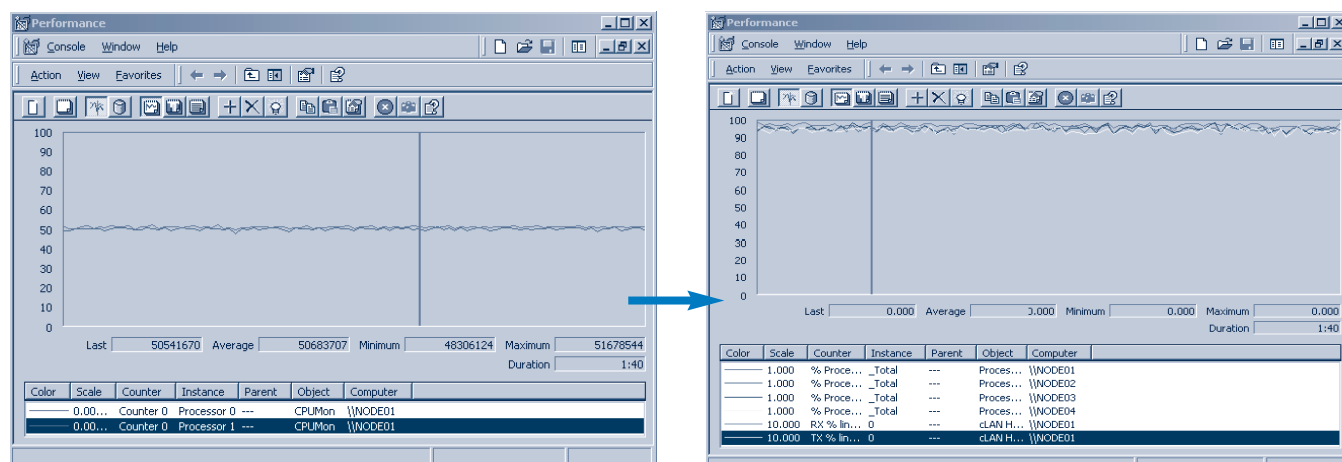 Performance
Console Window Help
Action View Favorites
100
90
80
70
60
50
40
30
20
10
0
Last 50541670 Average 50683707 Minimum 48306124 Maximum 51678544
Duration 1:40
Color Scale Counter Instance Parent Object Computer
0.00... Counter 0 Processor 0 --- CPUMon \\NODE01
0.00... Counter 0 Processor 1 --- CPUMon \\NODE01
Performance
Console Window Help
Action View Favorites
100
90
80
70
60
50
40
30
20
10
0
Last 0.000 Average 0.000 Minimum 0.000 Maximum 0.000
Duration 1:40
Color Scale Counter Instance Parent Object Computer
1.000 % Proce... _Total --- Proces... \\NODE01
1.000 % Proce... _Total --- Proces... \\NODE02
1.000 % Proce... _Total --- Proces... \\NODE03
1.000 % Proce... _Total --- Proces... \\NODE04
10.000 RX % lin... 0 --- cLAN H... \\NODE01
10.000 TX % lin... 0 --- cLAN H... \\NODE01